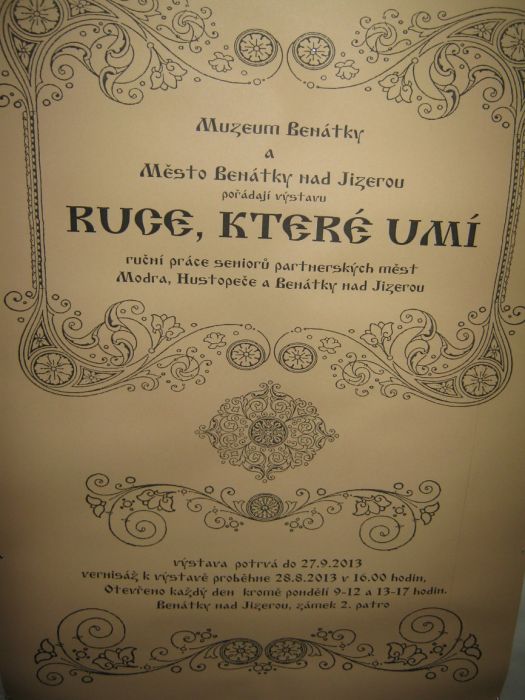 Muzeum Benátky
a
Město Benátky nad Jizerou
pořádají výstavu
RUCE, KTERÉ UMÍ
ruční práce seniorů partnerských měst
Modra, Hustopeče a Benátky nad Jizerou
výstava potrvá do 27.9.2013
vernisáž k výstavě proběhne 28.8.2013 v 16.00 hodin,
Otevřeno každý den kromě pondělí 9-12 a 13-17 hodin.
Benátky nad Jizerou, zámek 2. patro